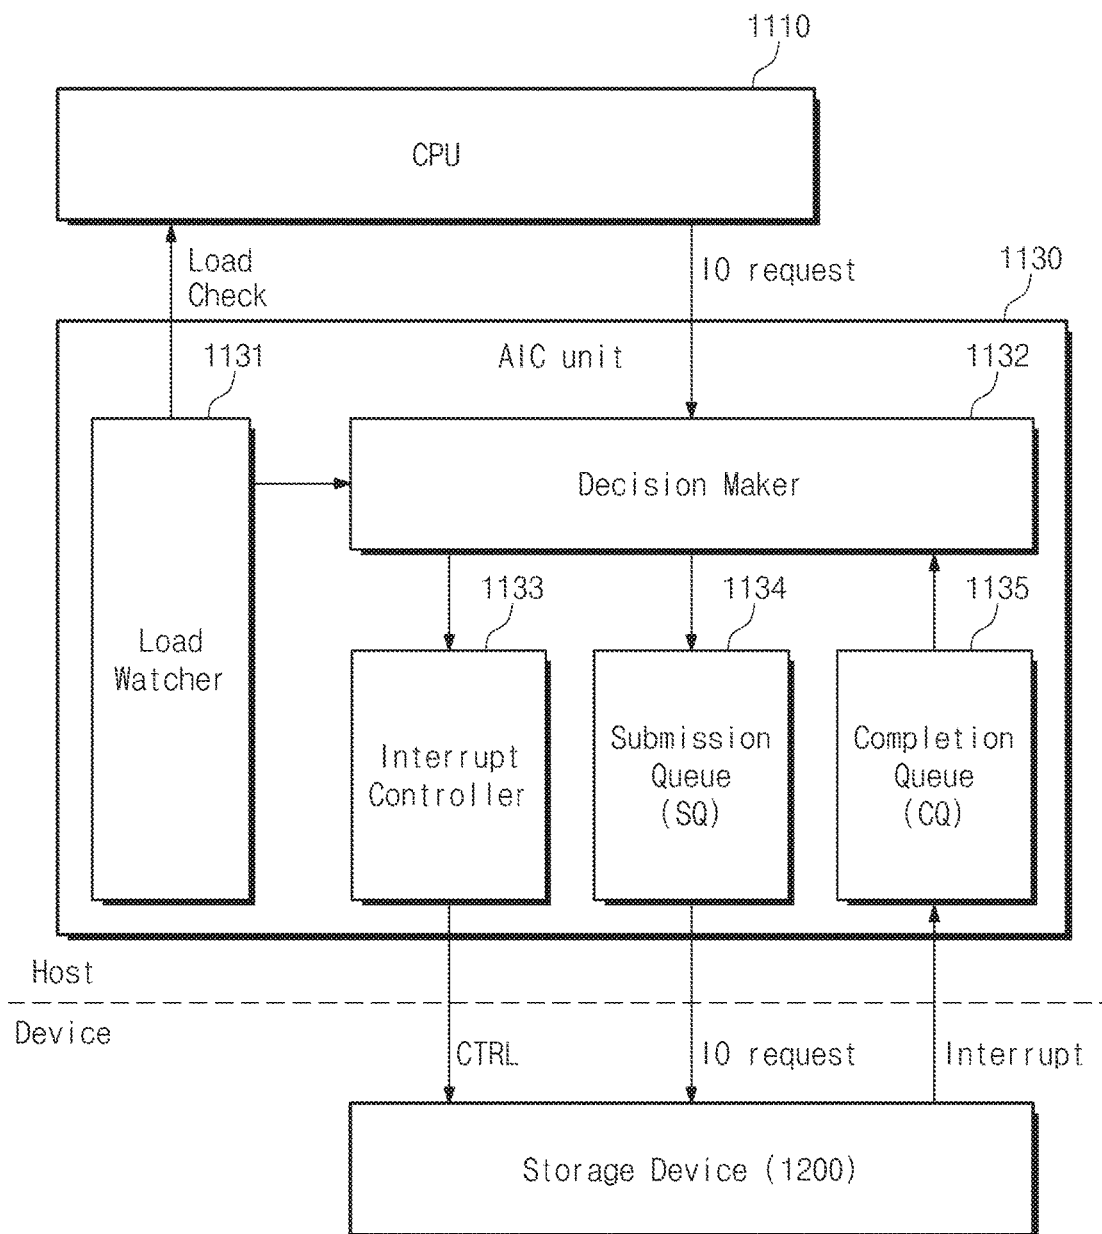 1110
CPU
Load
Check
IO request
1130
AIC unit
1131
1132
Decision Maker
Load
Watcher
1133
1134
1135
Interrupt
Controller
Submission
Queue
(SQ)
Completion
Queue
(CQ)
Host
Device
CTRL
IO request
Interrupt
Storage Device (1200)